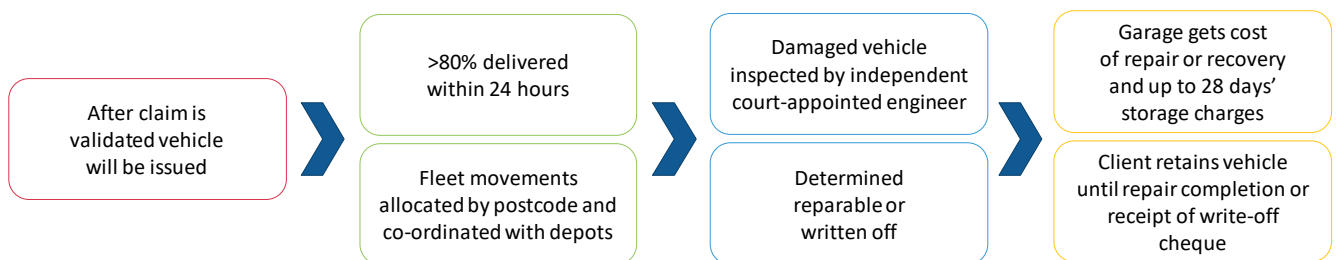 After claim is
validated vehicle
will be issued
>80% delivered
within 24 hours
Fleet movements
allocated by postcode and
co-ordinated with depots
Damaged vehicle
inspected by independent
court-appointed engineer
Determined
reparable or
written off
Garage gets cost
of repair or recovery
and up to 28 days’
storage charges
Client retains vehicle
until repair completion or
receipt of write-off
cheque